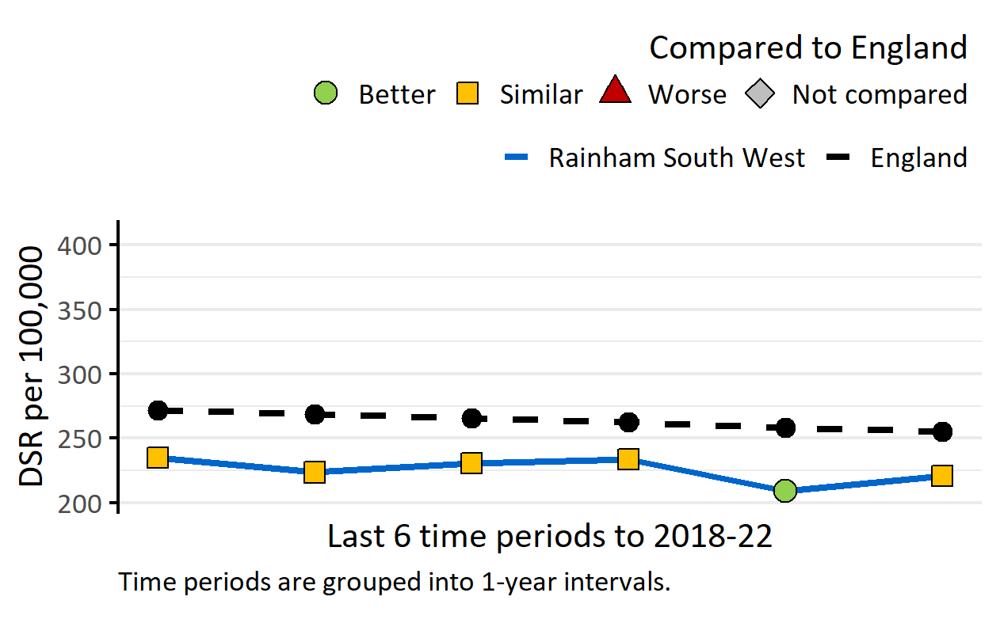 Compared to England
Better Similar Worse Not compared
Rainham South West England
DSR per 100,000
400
350
300
250
200
Last 6 time periods to 2018-22
Time periods are grouped into 1-year intervals.